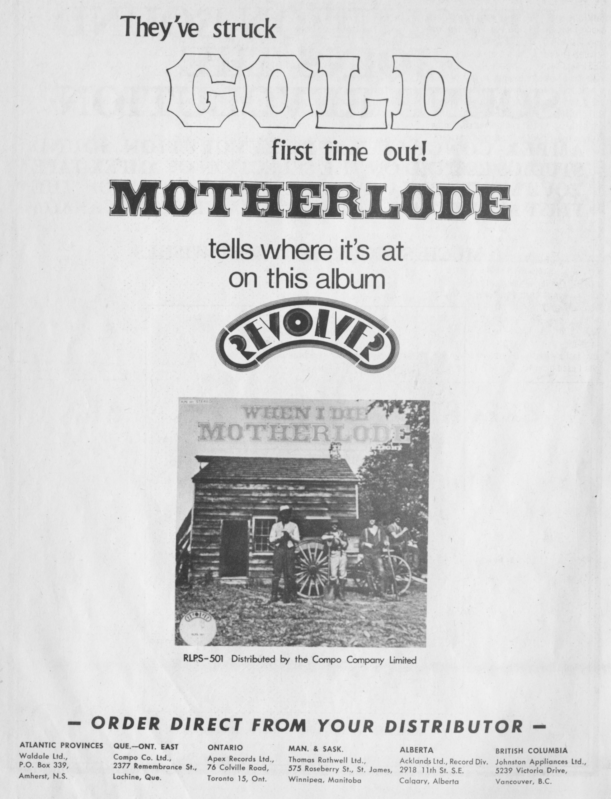 They've struck
GOLD
first time out!
MOTHERLODE
tells where it's at
on this album
REVOLVER
WHEN I DIE
MOTHERLODE
REVOLVER
RLPS-501 Distributed by the Compo Company Limited
— ORDER DIRECT FROM YOUR DISTRIBUTOR —
ATLANTIC PROVINCES
Waldale Ltd.,
P.O. Box 339,
Amherst, N.S.
QUE.—ONT. EAST
Compo Co. Ltd.,
2377 Remembrance St.,
Lachine, Que.
ONTARIO
Apex Records Ltd.,
76 Colville Road,
Toronto 15, Ont.
MAN. & SASK.
Thomas Rathwell Ltd.,
575 Roseberry St., St. James,
Winnipeg, Manitoba
ALBERTA
Acklands Ltd., Record Div.
2918 11th St. S.E.
Calgary, Alberta
BRITISH COLUMBIA
Johnston Appliances Ltd.,
5239 Victoria Drive,
Vancouver, B.C.